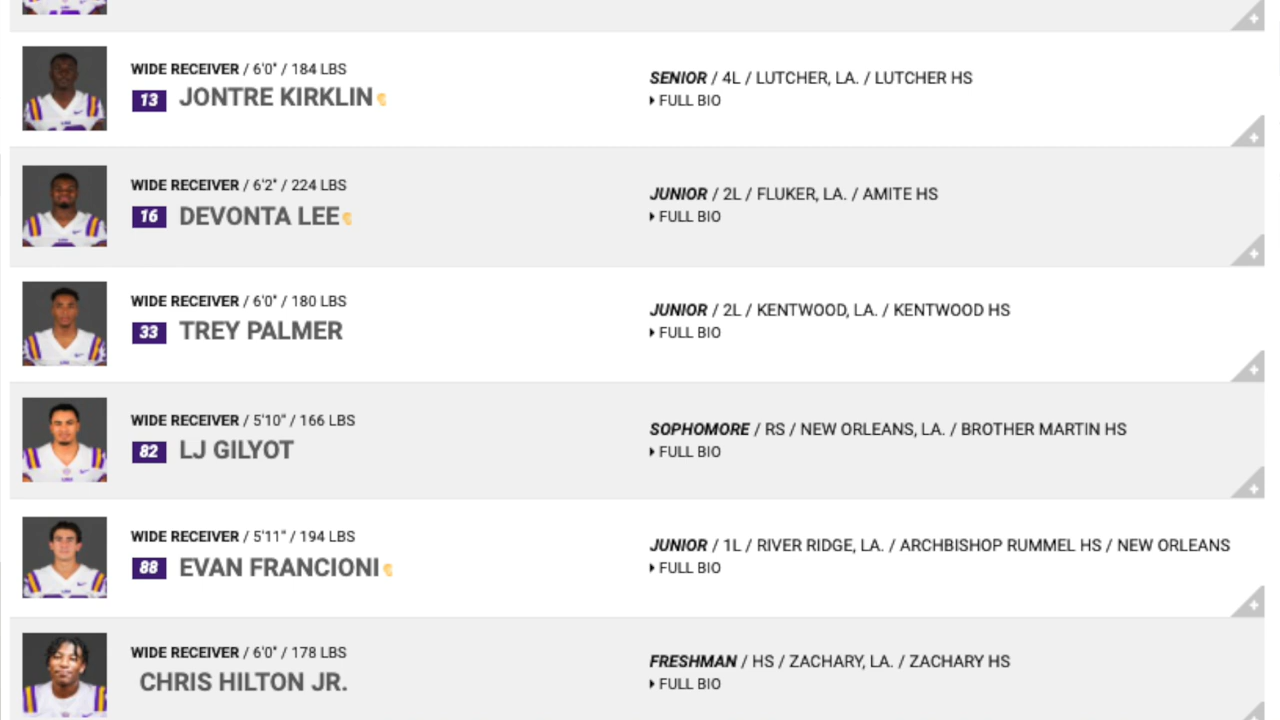 WIDE RECEIVER / 6'0" / 184 LBS
13 JONTRE KIRKLIN
SENIOR / 4L / LUTCHER, LA. / LUTCHER HS
FULL BIO
WIDE RECEIVER / 6'2" / 224 LBS
16 DEVONTA LEE
JUNIOR / 2L / FLUKER, LA. / AMITE HS
FULL BIO
WIDE RECEIVER / 6'0" / 180 LBS
33 TREY PALMER
JUNIOR / 2L / KENTWOOD, LA. / KENTWOOD HS
FULL BIO
WIDE RECEIVER / 5'10" / 166 LBS
82 LJ GILYOT
SOPHOMORE / RS / NEW ORLEANS, LA. / BROTHER MARTIN HS
FULL BIO
WIDE RECEIVER / 5'11" / 194 LBS
88 EVAN FRANCIONI
JUNIOR / 1L / RIVER RIDGE, LA. / ARCHBISHOP RUMMEL HS / NEW ORLEANS
FULL BIO
WIDE RECEIVER / 6'0" / 178 LBS
CHRIS HILTON JR.
FRESHMAN / HS / ZACHARY, LA. / ZACHARY HS
FULL BIO